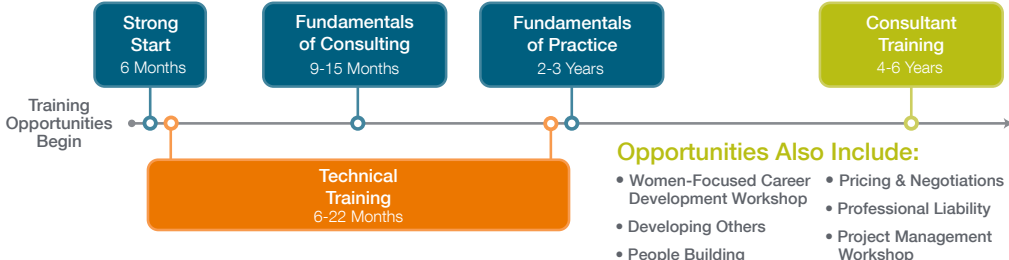 Strong
Start
6 Months
Fundamentals
of Consulting
9-15 Months
Fundamentals
of Practice
2-3 Years
Consultant
Training
4-6 Years
Training
Opportunities
Begin
Technical
Training
6-22 Months
Opportunities Also Include:
• Women-Focused Career
Development Workshop
• Developing Others
• People Building
• Pricing & Negotiations
• Professional Liability
• Project Management
Workshop